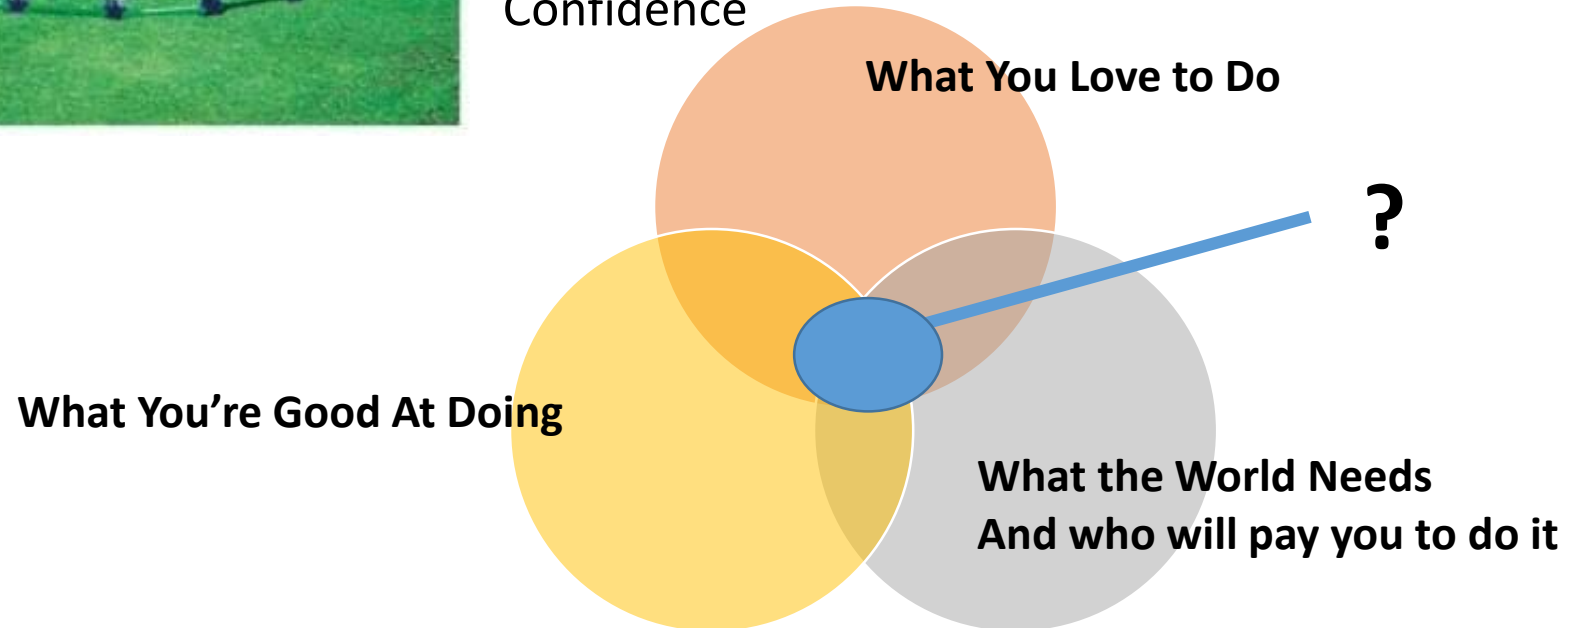 Confidence
What You Love to Do
?
What You’re Good At Doing
What the World Needs
And who will pay you to do it